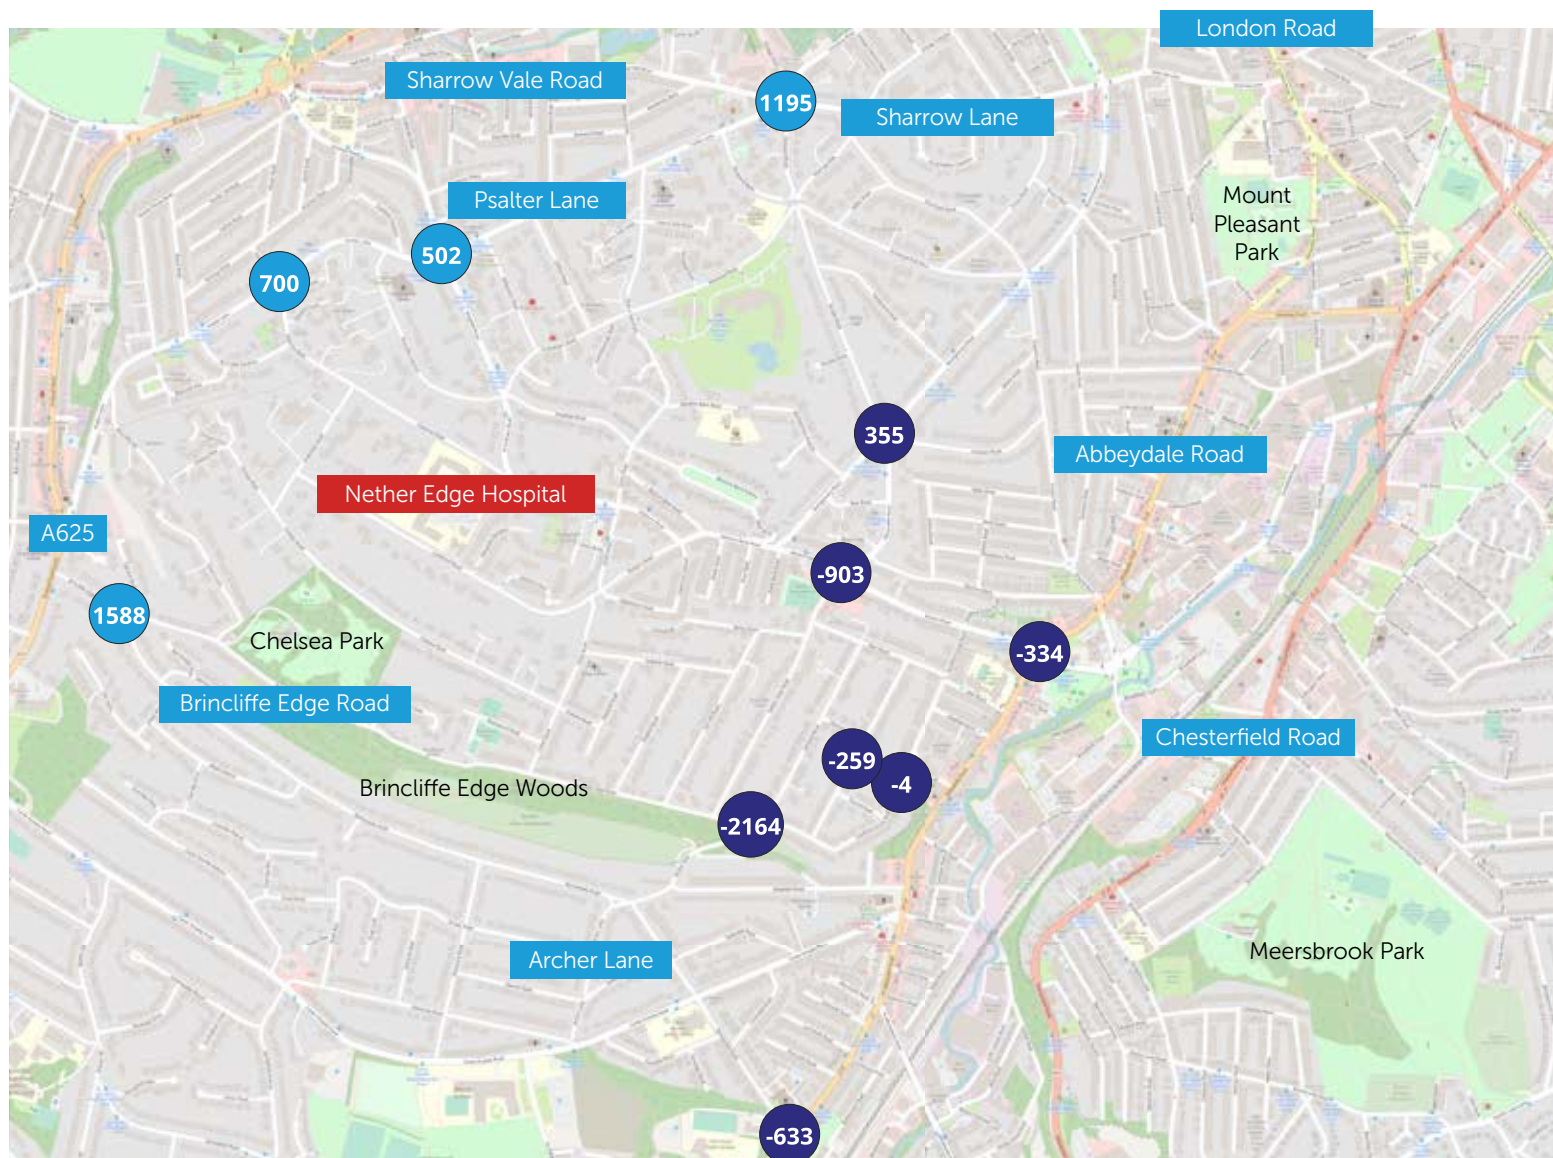 London Road
Sharrow Vale Road
1195
Sharrow Lane
Psalter Lane
Mount
Pleasant
Park
502
700
355
Abbeydale Road
Nether Edge Hospital
A625
-903
1588
Chelsea Park
-334
Brincliffe Edge Road
Chesterfield Road
-259
-4
Brincliffe Edge Woods
-2164
Meersbrook Park
Archer Lane
-633